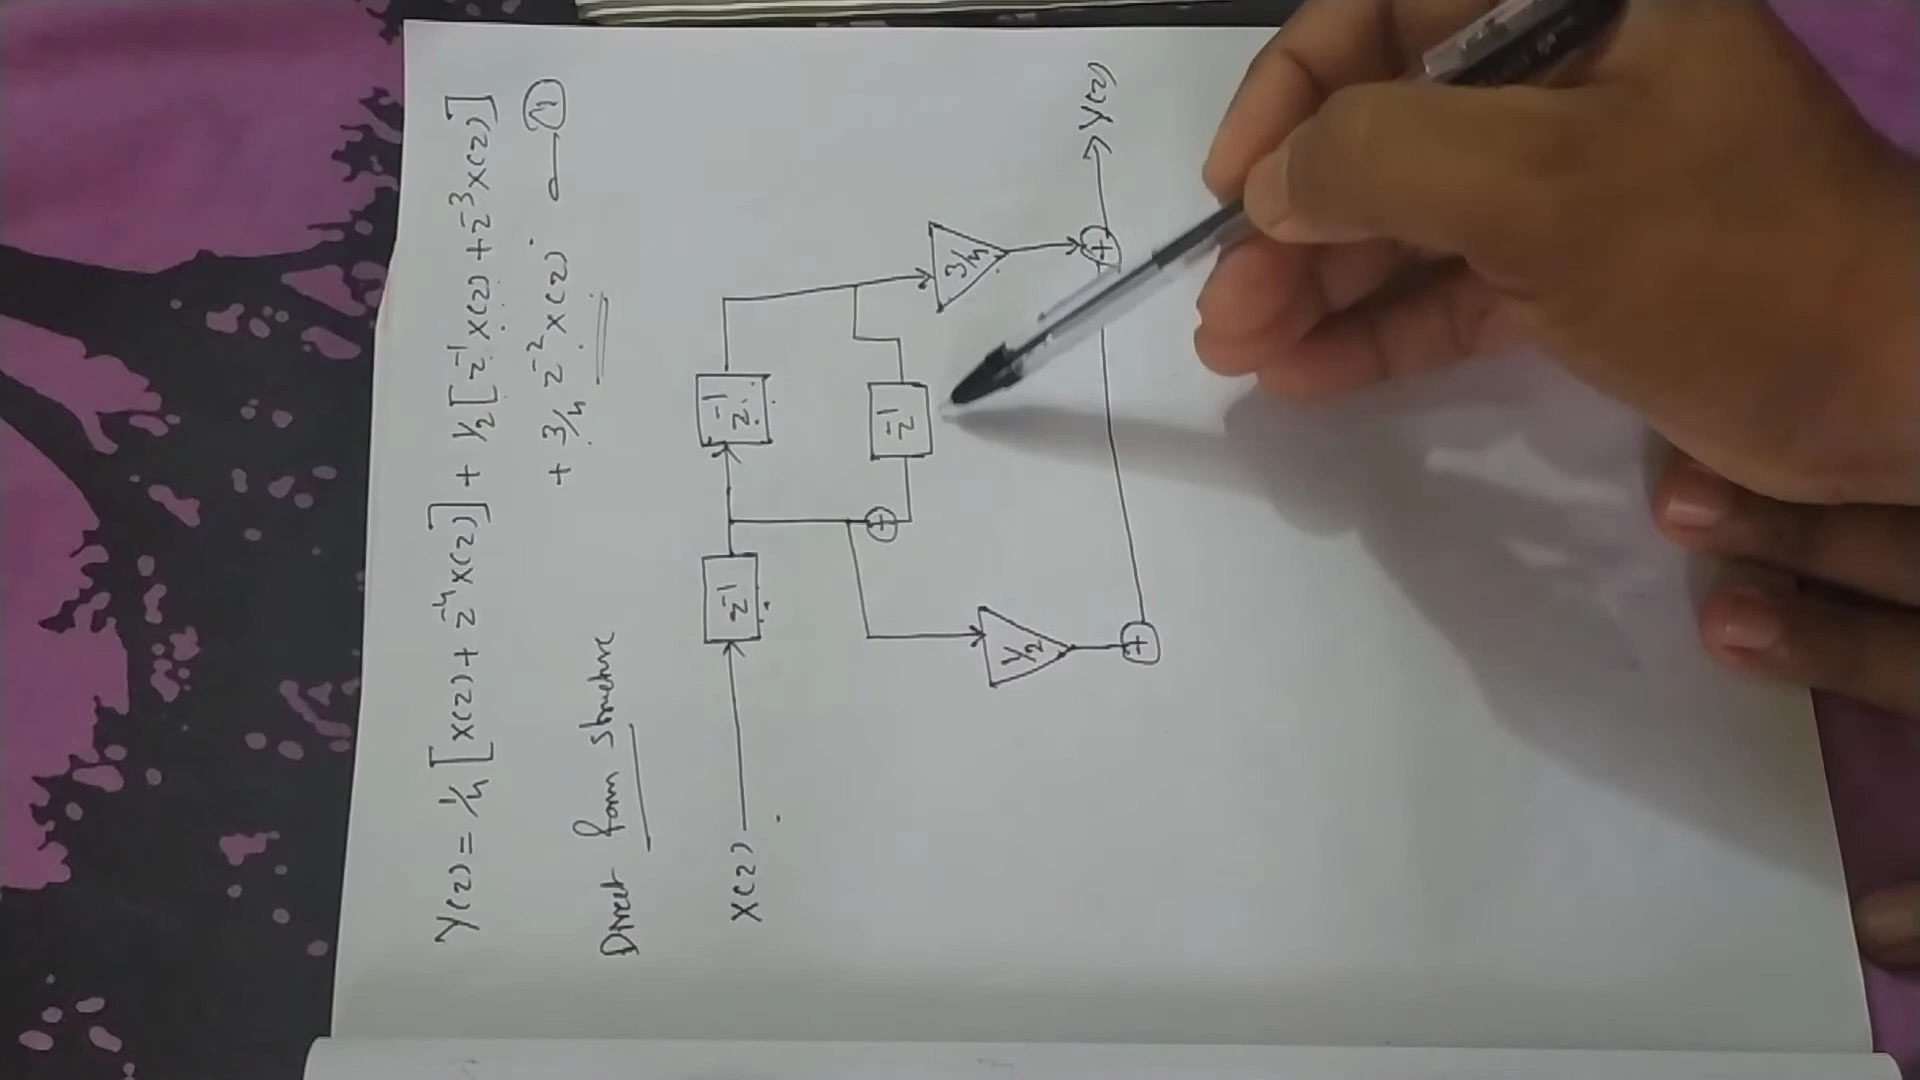 Y(z) = 1/4 [X(z) + z⁻⁴ X(z)] + 1/2 [z⁻¹ X(z) + z⁻³ X(z)]
+ 3/4 z⁻² X(z) — 1
Direct form structure
X(z)
z⁻¹
z⁻¹
+
z⁻¹
1/2
3/4
+
+
Y(z)